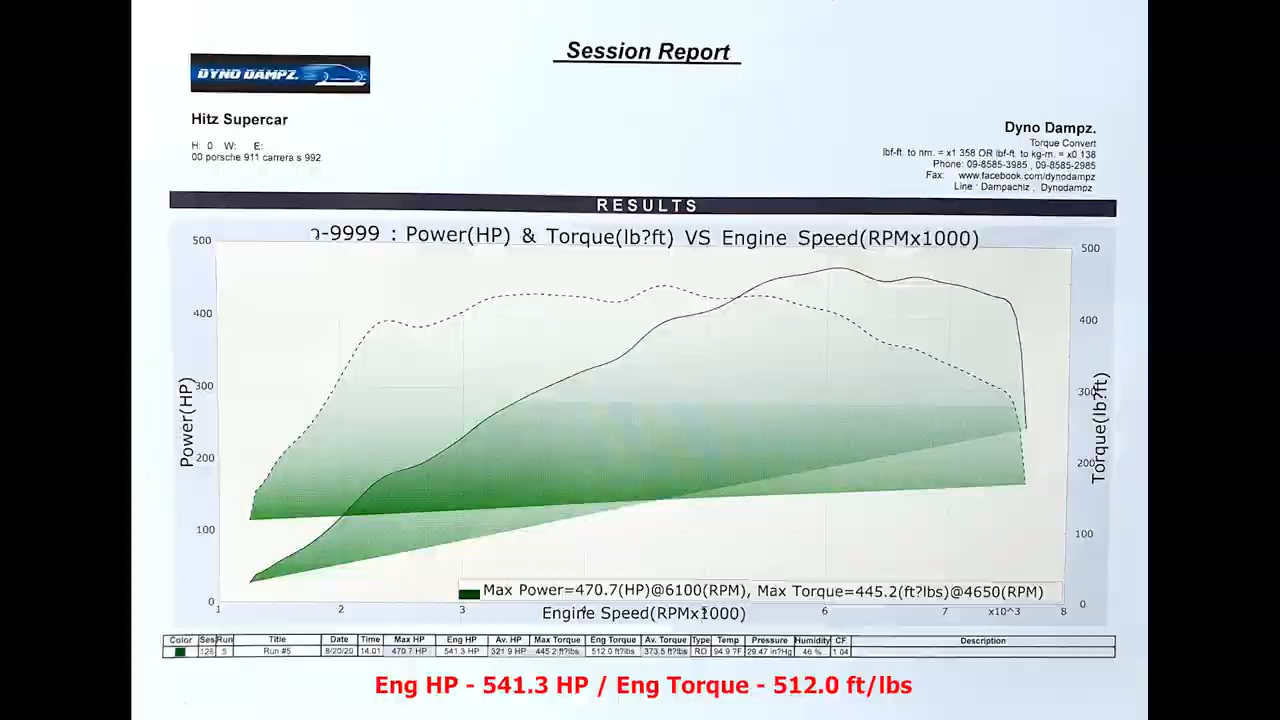 Session Report
DYNO DAMPZ.
Hitz Supercar
H: 0 W: E:
00 porsche 911 carrera s 992
Dyno Dampz.
Torque Convert
lbf-ft. to nm. = x1 358 OR lbf-ft. to kg-m. = x0 138
Phone: 09-8585-3985 , 09-8585-2985
Fax: www.facebook.com/dynodampz
Line : Dampachiz , Dynodampz
RESULTS
-9999 : Power(HP) & Torque(lb?ft) VS Engine Speed(RPMx1000)
500
400
300
200
100
0
Power(HP)
500
400
300
200
100
0
Torque(lb?ft)
Max Power=470.7(HP)@6100(RPM), Max Torque=445.2(ft?lbs)@4650(RPM)
1 2 3 4 5 6 7 x10^3 8
Engine Speed(RPMx1000)
Color Ses Run Title Date Time Max HP Eng HP Av. HP Max Torque Eng Torque Av. Torque Type Temp Pressure Humidity CF Description
128 5 Run #5 8/20/20 14.01 470.7 HP 541.3 HP 321.9 HP 445.2 ft?lbs 512.0 ft?lbs 373.5 ft?lbs RO 94.9 ?F 29.47 in?Hg 46 % 1.04
Eng HP - 541.3 HP / Eng Torque - 512.0 ft/lbs